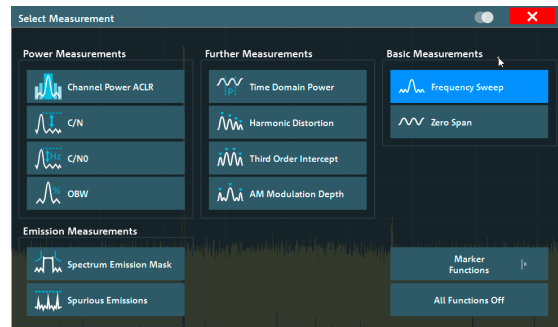 Select Measurement
Power Measurements
Channel Power ACLR
C/N
Hz
C/N0
%
OBW
Further Measurements
|P|
Time Domain Power
Harmonic Distortion
Third Order Intercept
AM Modulation Depth
Basic Measurements
Frequency Sweep
Zero Span
Emission Measurements
Spectrum Emission Mask
Spurious Emissions
Marker
Functions
All Functions Off